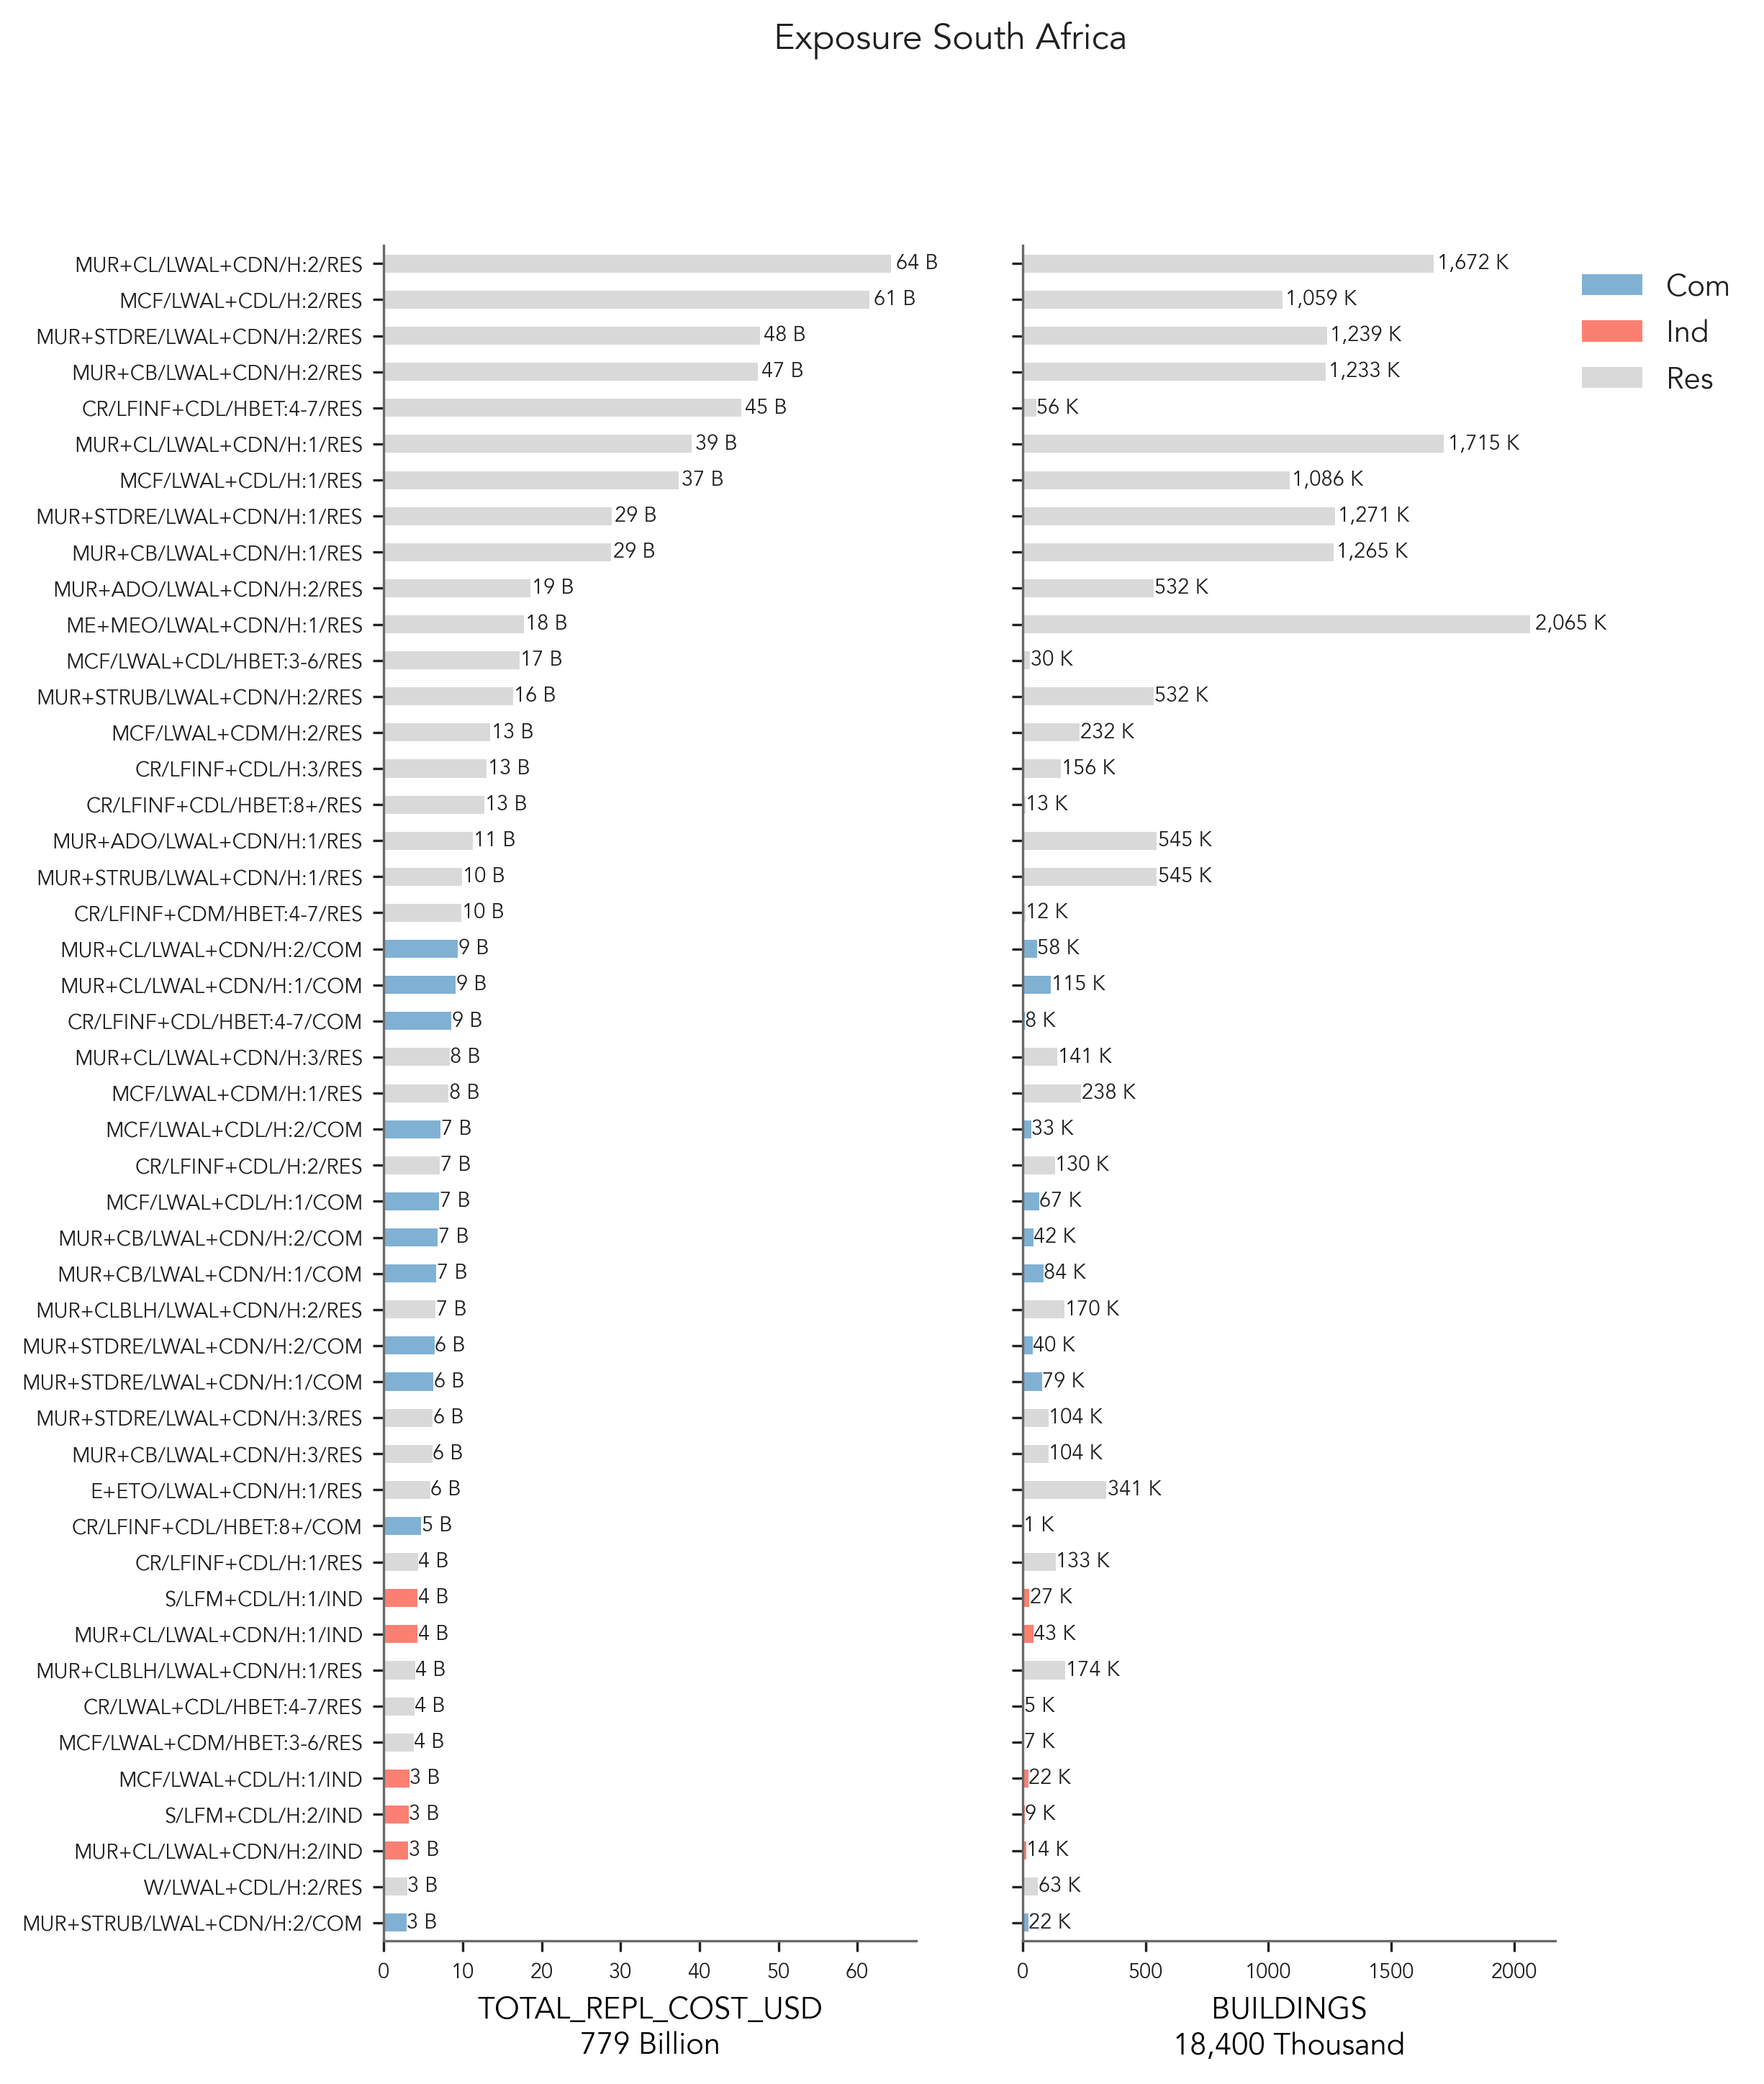 Exposure South Africa
MUR+CL/LWAL+CDN/H:2/RES 64 B 1,672 K
MCF/LWAL+CDL/H:2/RES 61 B 1,059 K
MUR+STDRE/LWAL+CDN/H:2/RES 48 B 1,239 K
MUR+CB/LWAL+CDN/H:2/RES 47 B 1,233 K
CR/LFINF+CDL/HBET:4-7/RES 45 B 56 K
MUR+CL/LWAL+CDN/H:1/RES 39 B 1,715 K
MCF/LWAL+CDL/H:1/RES 37 B 1,086 K
MUR+STDRE/LWAL+CDN/H:1/RES 29 B 1,271 K
MUR+CB/LWAL+CDN/H:1/RES 29 B 1,265 K
MUR+ADO/LWAL+CDN/H:2/RES 19 B 532 K
ME+MEO/LWAL+CDN/H:1/RES 18 B 2,065 K
MCF/LWAL+CDL/HBET:3-6/RES 17 B 30 K
MUR+STRUB/LWAL+CDN/H:2/RES 16 B 532 K
MCF/LWAL+CDM/H:2/RES 13 B 232 K
CR/LFINF+CDL/H:3/RES 13 B 156 K
CR/LFINF+CDL/HBET:8+/RES 13 B 13 K
MUR+ADO/LWAL+CDN/H:1/RES 11 B 545 K
MUR+STRUB/LWAL+CDN/H:1/RES 10 B 545 K
CR/LFINF+CDM/HBET:4-7/RES 10 B 12 K
MUR+CL/LWAL+CDN/H:2/COM 9 B 58 K
MUR+CL/LWAL+CDN/H:1/COM 9 B 115 K
CR/LFINF+CDL/HBET:4-7/COM 9 B 8 K
MUR+CL/LWAL+CDN/H:3/RES 8 B 141 K
MCF/LWAL+CDM/H:1/RES 8 B 238 K
MCF/LWAL+CDL/H:2/COM 7 B 33 K
CR/LFINF+CDL/H:2/RES 7 B 130 K
MCF/LWAL+CDL/H:1/COM 7 B 67 K
MUR+CB/LWAL+CDN/H:2/COM 7 B 42 K
MUR+CB/LWAL+CDN/H:1/COM 7 B 84 K
MUR+CLBLH/LWAL+CDN/H:2/RES 7 B 170 K
MUR+STDRE/LWAL+CDN/H:2/COM 6 B 40 K
MUR+STDRE/LWAL+CDN/H:1/COM 6 B 79 K
MUR+STDRE/LWAL+CDN/H:3/RES 6 B 104 K
MUR+CB/LWAL+CDN/H:3/RES 6 B 104 K
E+ETO/LWAL+CDN/H:1/RES 6 B 341 K
CR/LFINF+CDL/HBET:8+/COM 5 B 1 K
CR/LFINF+CDL/H:1/RES 4 B 133 K
S/LFM+CDL/H:1/IND 4 B 27 K
MUR+CL/LWAL+CDN/H:1/IND 4 B 43 K
MUR+CLBLH/LWAL+CDN/H:1/RES 4 B 174 K
CR/LWAL+CDL/HBET:4-7/RES 4 B 5 K
MCF/LWAL+CDM/HBET:3-6/RES 4 B 7 K
MCF/LWAL+CDL/H:1/IND 3 B 22 K
S/LFM+CDL/H:2/IND 3 B 9 K
MUR+CL/LWAL+CDN/H:2/IND 3 B 14 K
W/LWAL+CDL/H:2/RES 3 B 63 K
MUR+STRUB/LWAL+CDN/H:2/COM 3 B 22 K
0 10 20 30 40 50 60
TOTAL_REPL_COST_USD
779 Billion
0 500 1000 1500 2000
BUILDINGS
18,400 Thousand
Com
Ind
Res